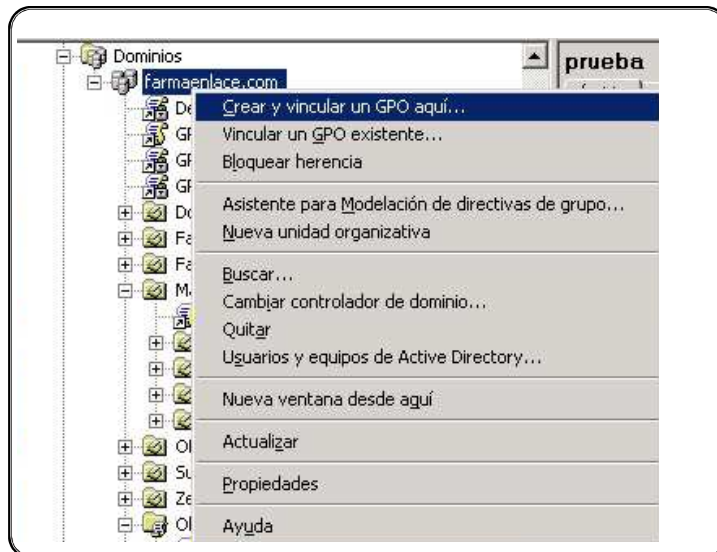 Dominios
prueba
farmaenlace.com
Crear y vincular un GPO aquí...
Vincular un GPO existente...
Bloquear herencia
Asistente para Modelación de directivas de grupo...
Nueva unidad organizativa
Buscar...
Cambiar controlador de dominio...
Quitar
Usuarios y equipos de Active Directory...
Nueva ventana desde aquí
Actualizar
Propiedades
Ayuda